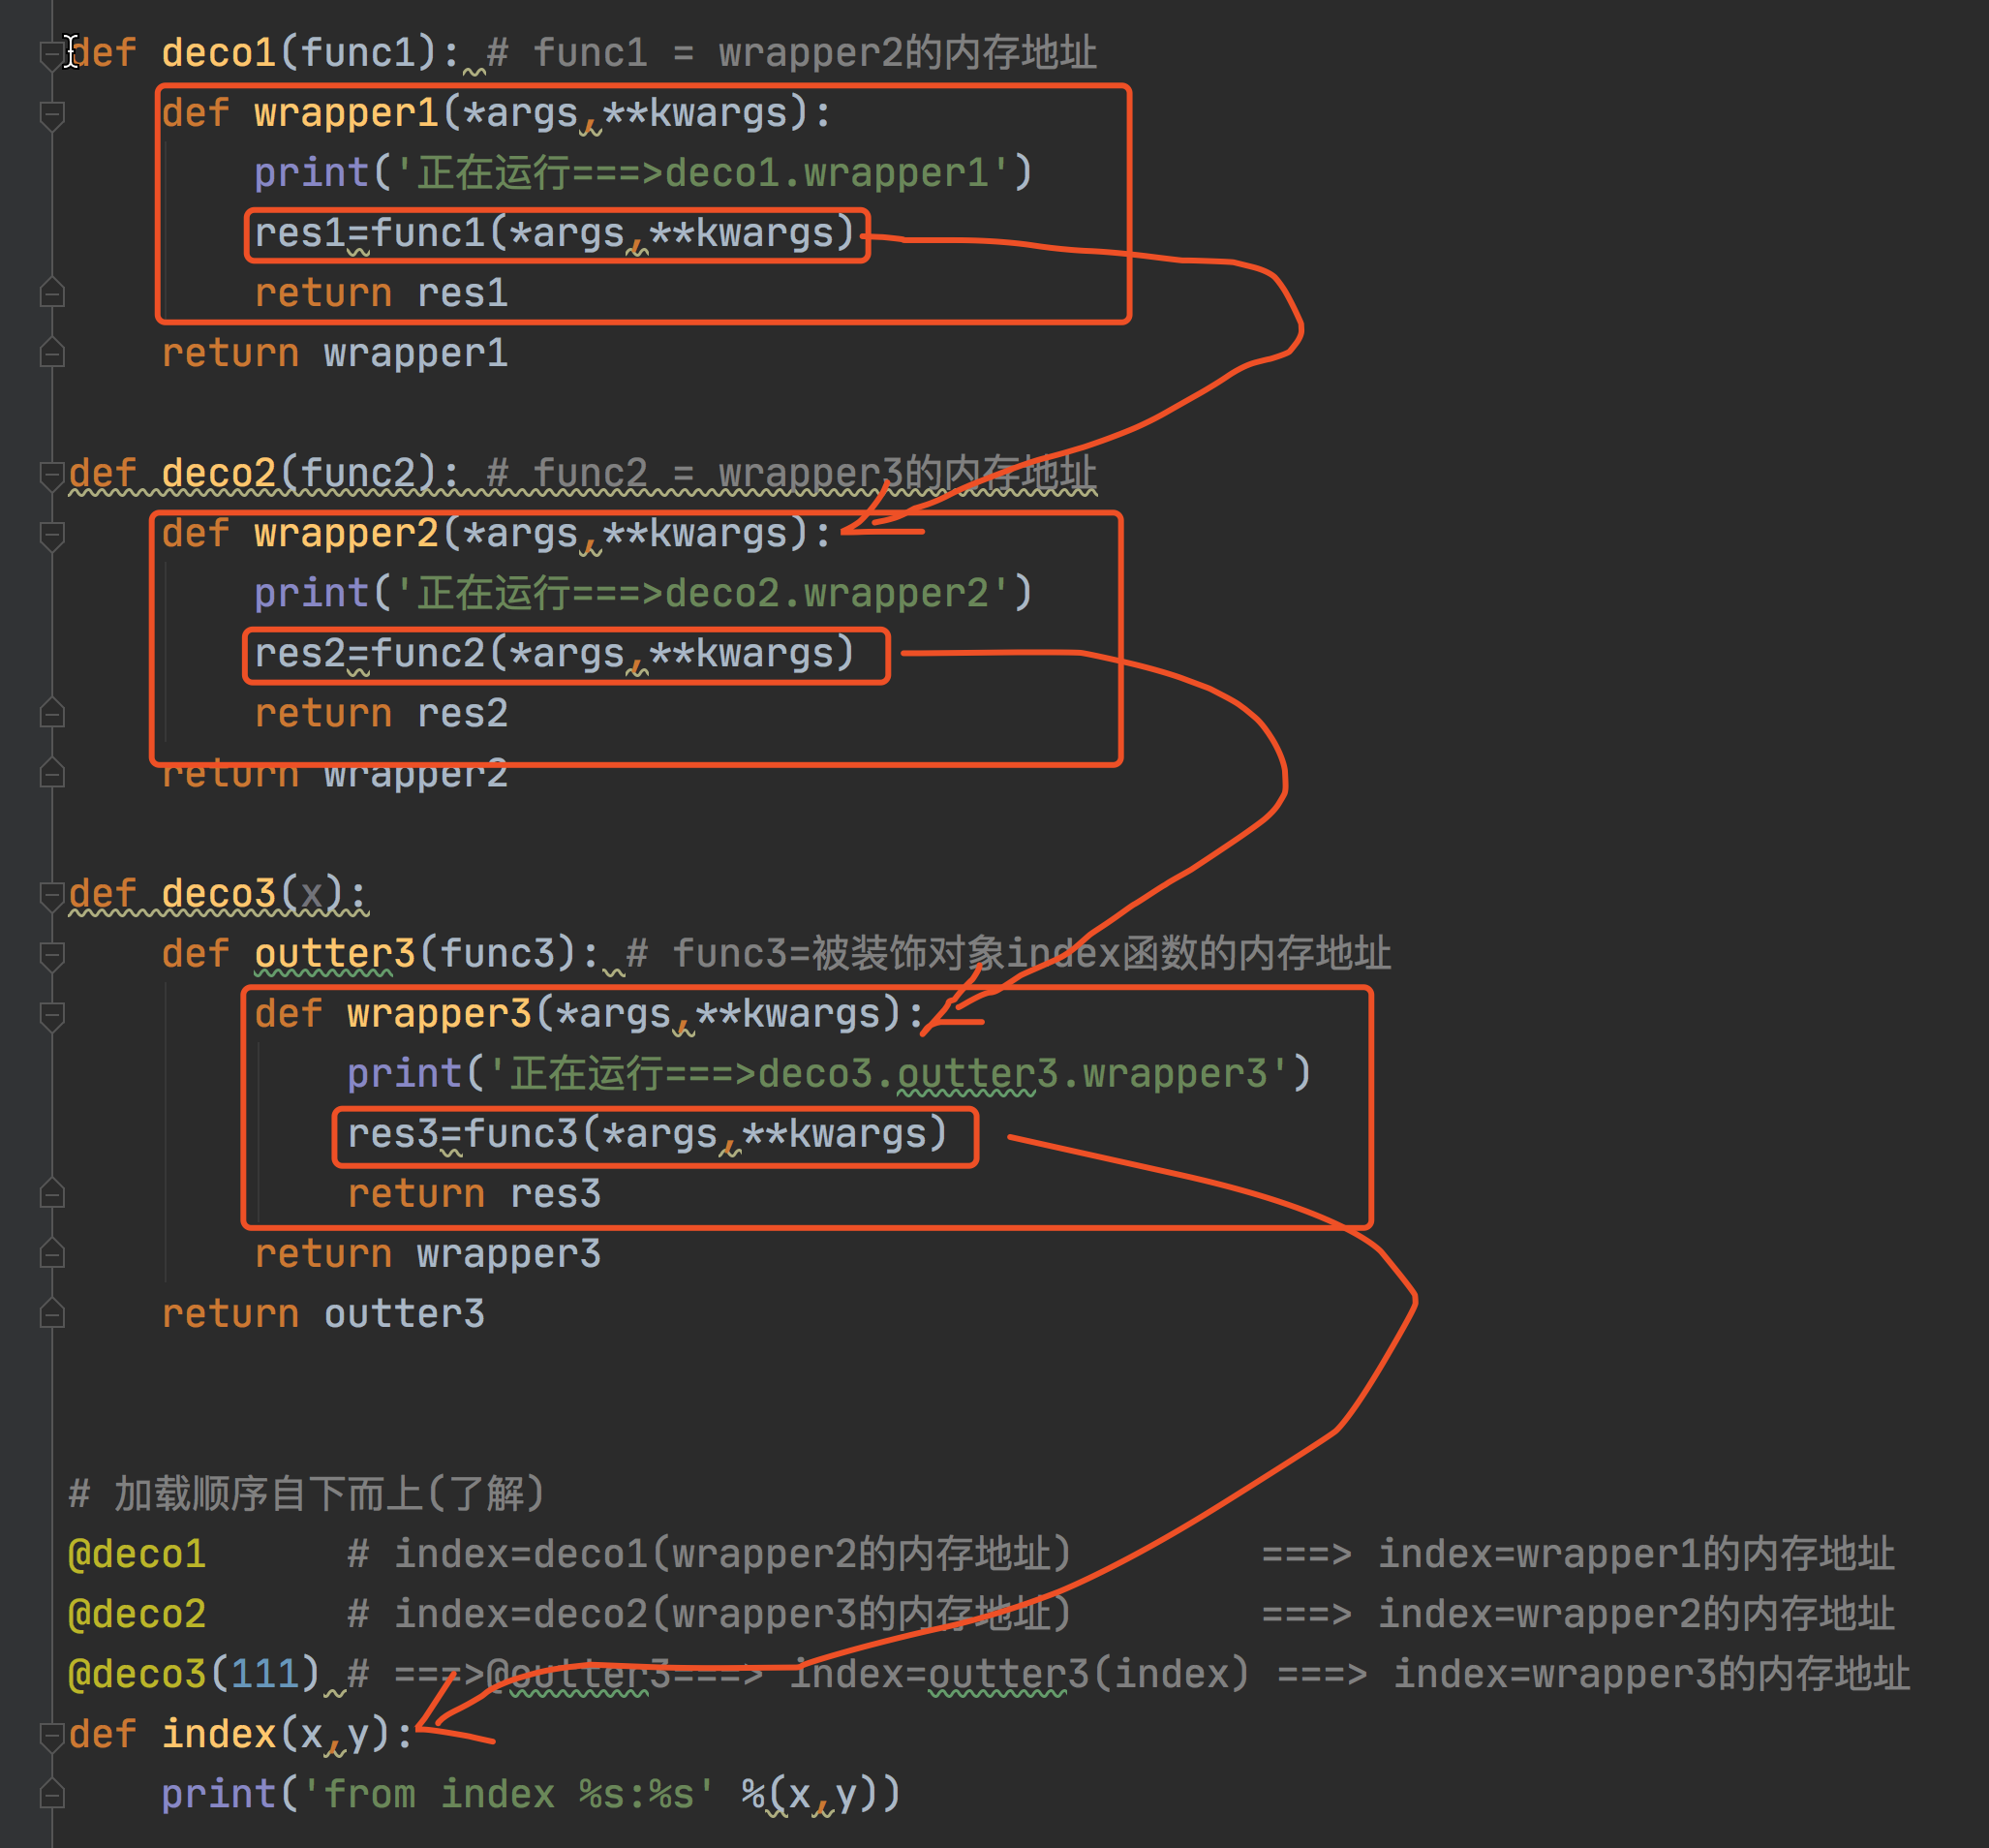 def deco1(func1): # func1 = wrapper2的内存地址
    def wrapper1(*args,**kwargs):
        print('正在运行===>deco1.wrapper1')
        res1=func1(*args,**kwargs)
        return res1
    return wrapper1
def deco2(func2): # func2 = wrapper3的内存地址
    def wrapper2(*args,**kwargs):
        print('正在运行===>deco2.wrapper2')
        res2=func2(*args,**kwargs)
        return res2
    return wrapper2
def deco3(x):
    def outter3(func3): # func3=被装饰对象index函数的内存地址
        def wrapper3(*args,**kwargs):
            print('正在运行===>deco3.outter3.wrapper3')
            res3=func3(*args,**kwargs)
            return res3
        return wrapper3
    return outter3
# 加载顺序自下而上(了解)
@deco1      # index=deco1(wrapper2的内存地址)        ===> index=wrapper1的内存地址
@deco2      # index=deco2(wrapper3的内存地址)        ===> index=wrapper2的内存地址
@deco3(111) # ===>@outter3===> index=outter3(index) ===> index=wrapper3的内存地址
def index(x,y):
    print('from index %s:%s' %(x,y))